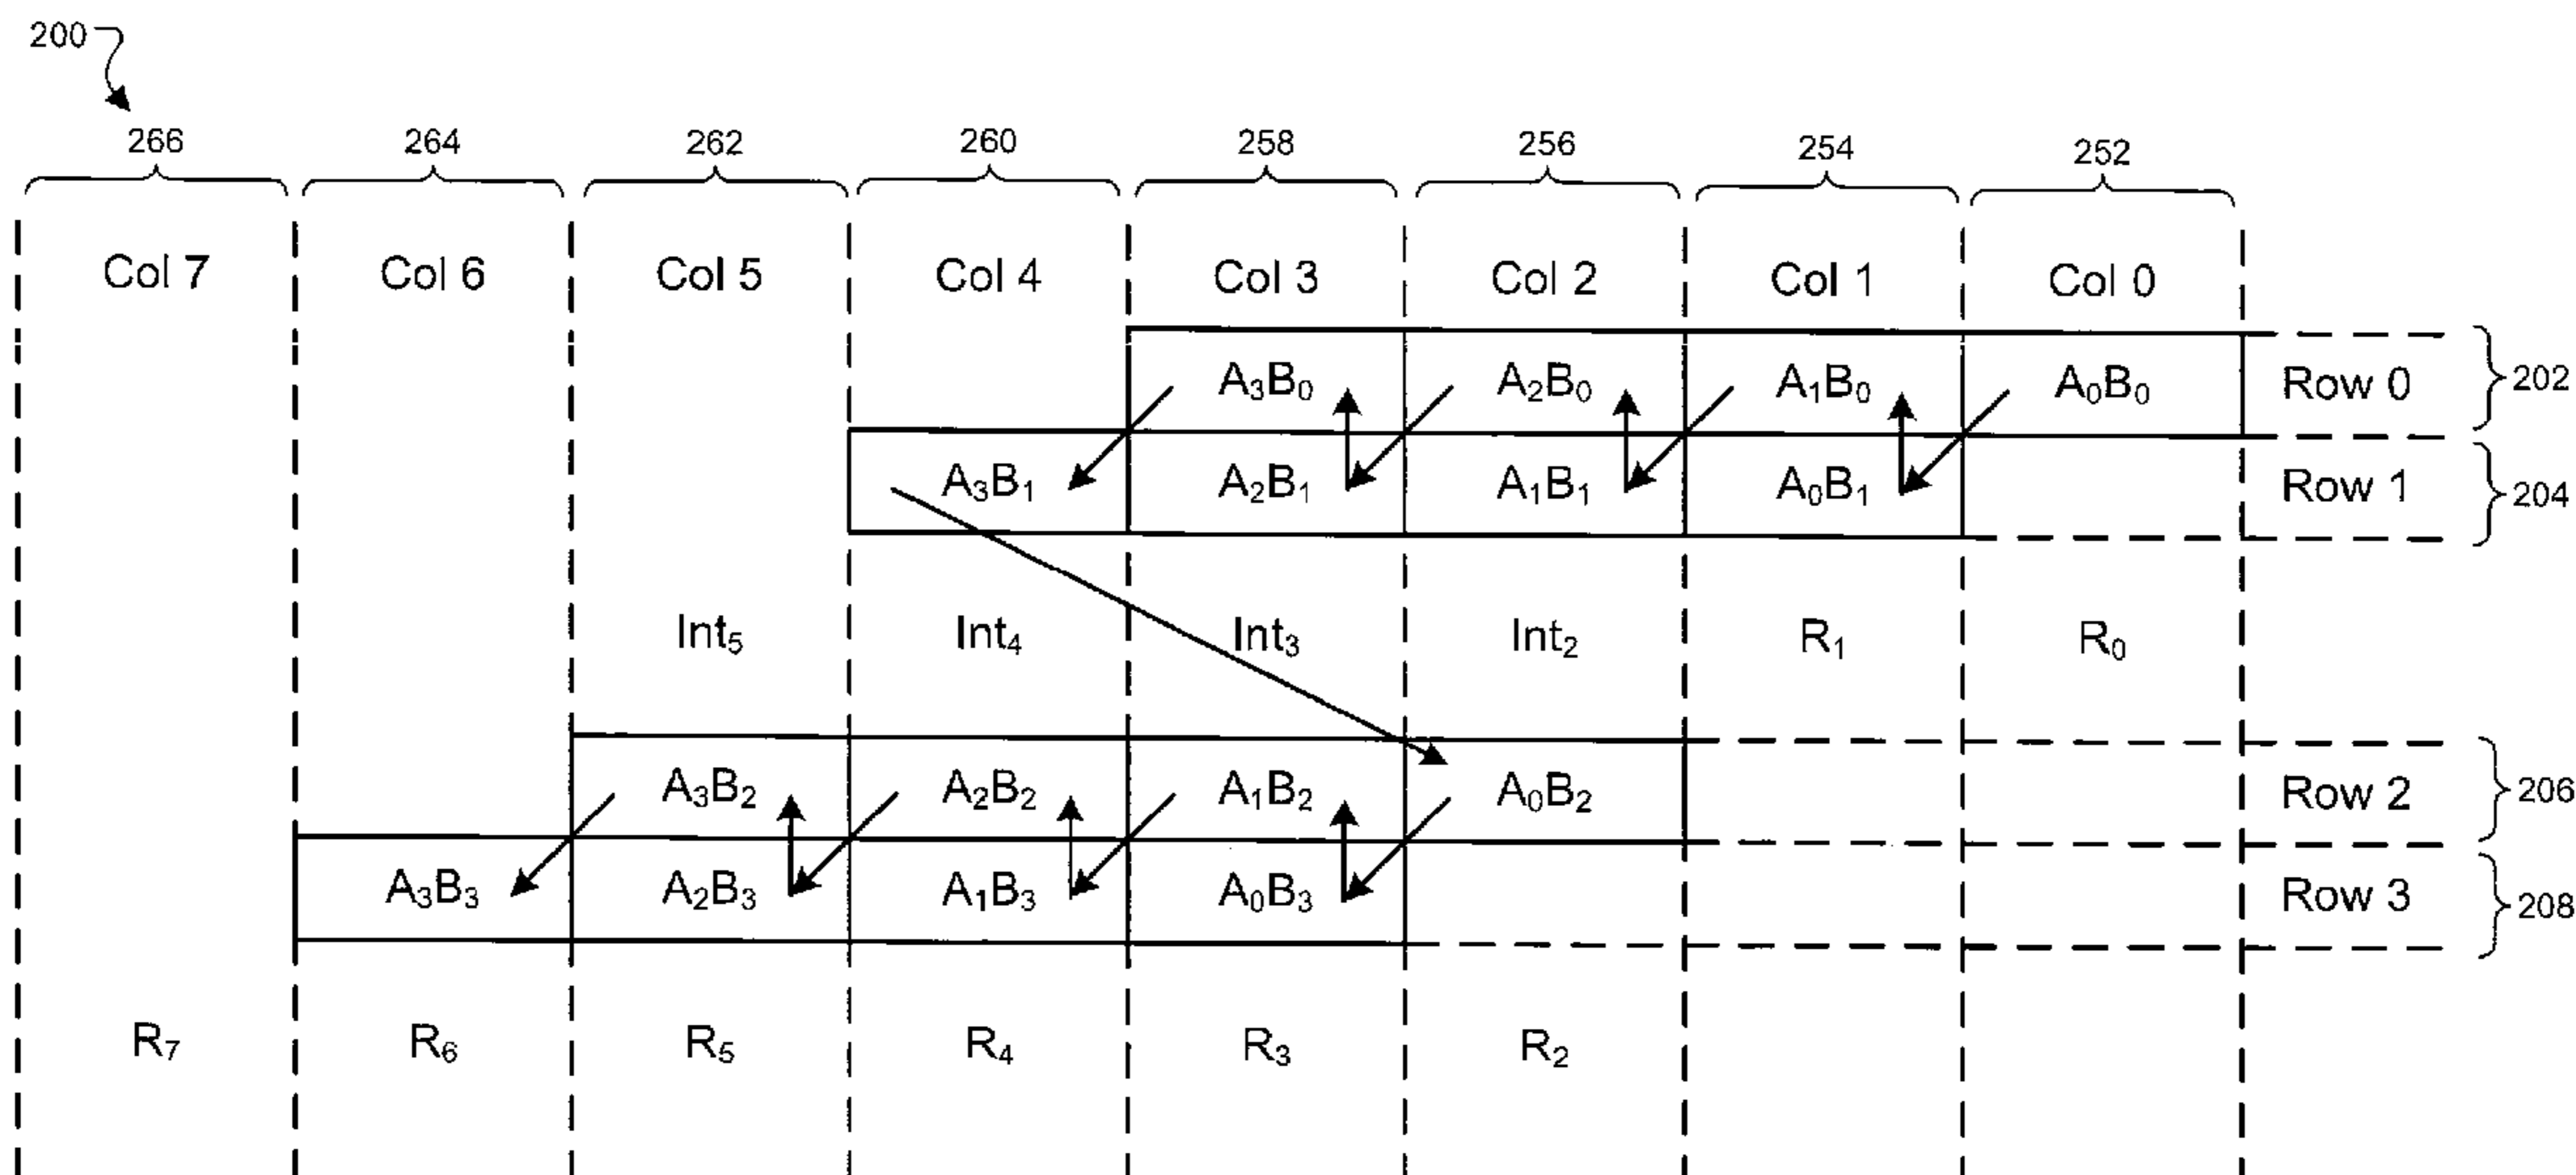 200
266 264 262 260 258 256 254 252
Col 7 Col 6 Col 5 Col 4 Col 3 Col 2 Col 1 Col 0
A₃B₀ A₂B₀ A₁B₀ A₀B₀ Row 0 202
A₃B₁ A₂B₁ A₁B₁ A₀B₁ Row 1 204
Int₅ Int₄ Int₃ Int₂ R₁ R₀
A₃B₂ A₂B₂ A₁B₂ A₀B₂ Row 2 206
A₃B₃ A₂B₃ A₁B₃ A₀B₃ Row 3 208
R₇ R₆ R₅ R₄ R₃ R₂